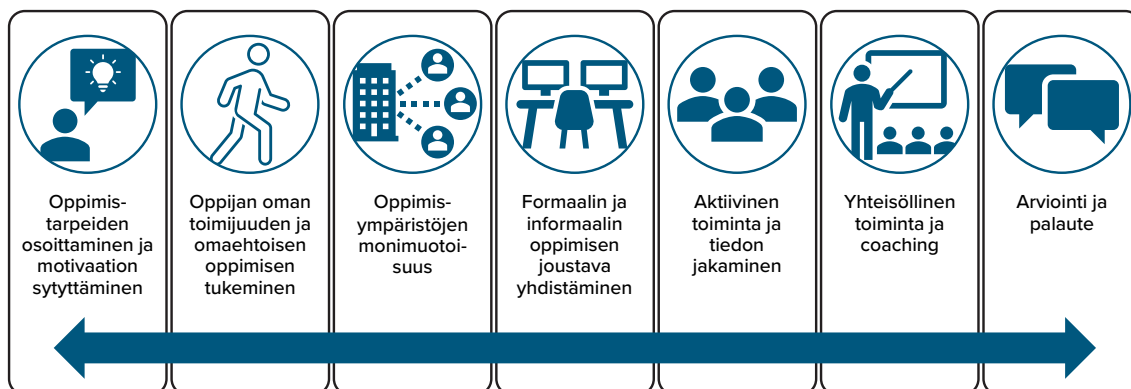 Oppimis-
tarpeiden
osoittaminen ja
motivaation
sytyttäminen
Oppijan oman
toimijuuden ja
omaehtoisen
oppimisen
tukeminen
Oppimis-
ympäristöjen
monimuotoi-
suus
Formaalin ja
informaalin
oppimisen
joustava
yhdistäminen
Aktiivinen
toiminta ja
tiedon
jakaminen
Yhteisöllinen
toiminta ja
coaching
Arviointi ja
palaute